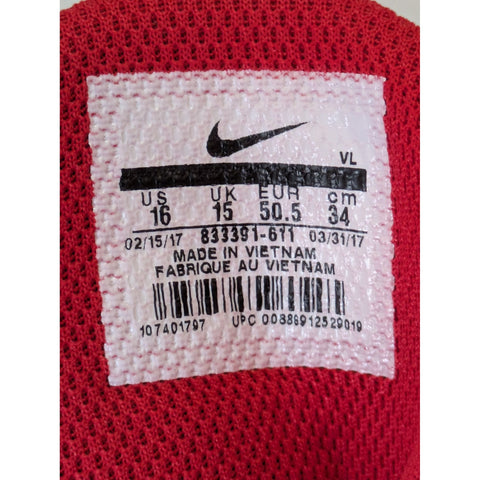 VL
US UK EUR cm
16 15 50.5 34
02/15/17 833391-611 03/31/17
MADE IN VIETNAM
FABRIQUE AU VIETNAM
107401797 UPC 00888912529019